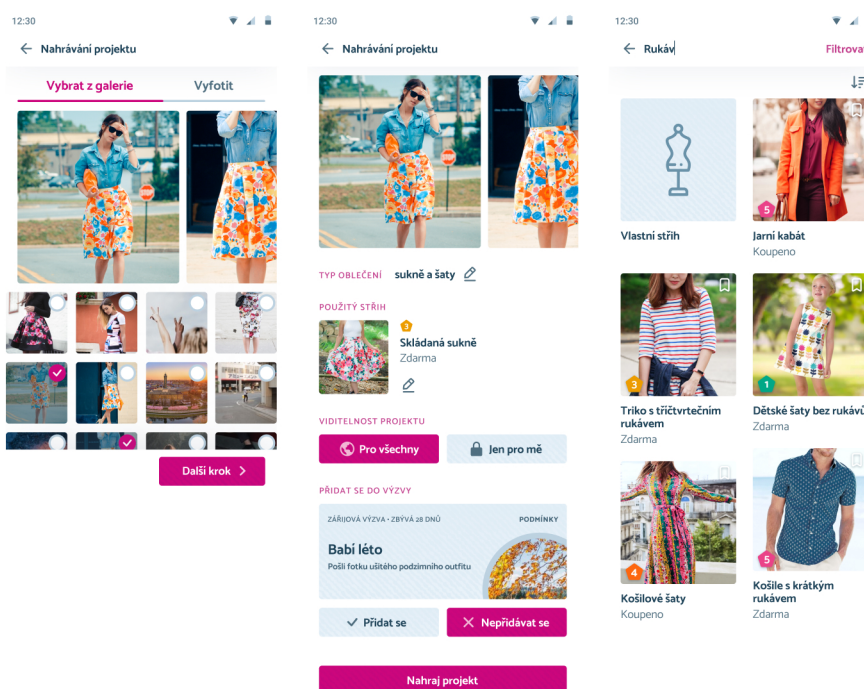 12:30
Nahrávání projektu
Vybrat z galerie
Vyfotit
Další krok
12:30
Nahrávání projektu
TYP OBLEČENÍ sukně a šaty
POUŽITÝ STŘIH
3
Skládaná sukně
Zdarma
VIDITELNOST PROJEKTU
Pro všechny
Jen pro mě
PŘIDAT SE DO VÝZVY
ZÁŘIJOVÁ VÝZVA • ZBÝVÁ 28 DNŮ
PODMÍNKY
Babí léto
Pošli fotku ušitého podzimního outfitu
Přidat se
Nepřidávat se
Nahraj projekt
12:30
Rukáv
Filtrovat
Vlastní střih
5
Jarní kabát
Koupeno
3
Triko s tříčtvrtečním
rukávem
Zdarma
1
Dětské šaty bez rukávů
Zdarma
4
Košilové šaty
Koupeno
5
Košile s krátkým
rukávem
Zdarma